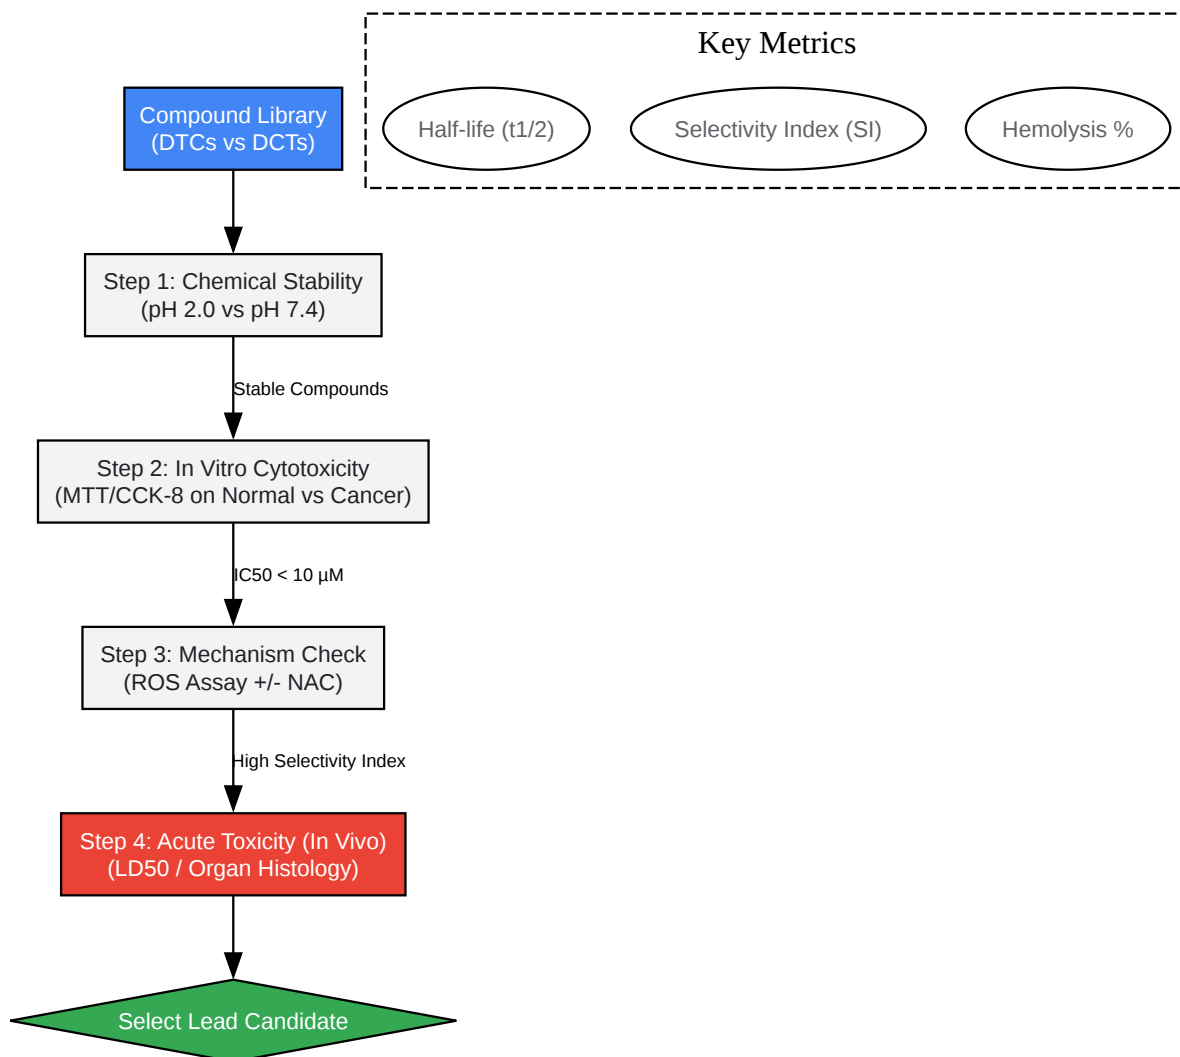 Key Metrics
Half-life (t1/2)
Selectivity Index (SI)
Hemolysis %
Compound Library
(DTCs vs DCTs)
Step 1: Chemical Stability
(pH 2.0 vs pH 7.4)
Stable Compounds
Step 2: In Vitro Cytotoxicity
(MTT/CCK-8 on Normal vs Cancer)
IC50 < 10 µM
Step 3: Mechanism Check
(ROS Assay +/- NAC)
High Selectivity Index
Step 4: Acute Toxicity (In Vivo)
(LD50 / Organ Histology)
Select Lead Candidate